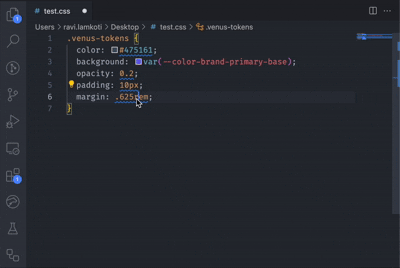 test.css
Users > ravi.lamkoti > Desktop > test.css > .venus-tokens
1 .venus-tokens {
2 color: #475161;
3 background: var(--color-brand-primary-base);
4 opacity: 0.2;
5 padding: 10px;
6 margin: .625rem;
7 }
1
1